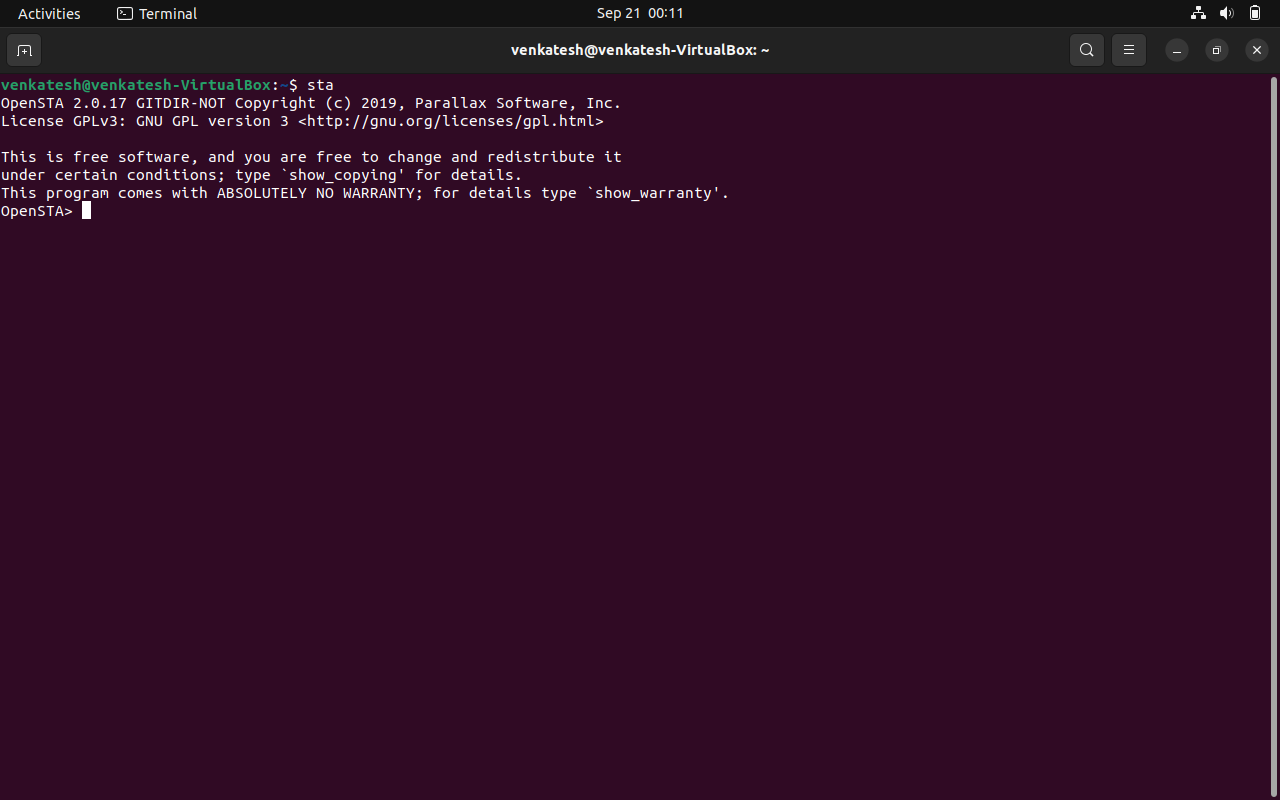 Activities Terminal Sep 21 00:11
venkatesh@venkatesh-VirtualBox: ~
venkatesh@venkatesh-VirtualBox:~$ sta
OpenSTA 2.0.17 GITDIR-NOT Copyright (c) 2019, Parallax Software, Inc.
License GPLv3: GNU GPL version 3 <http://gnu.org/licenses/gpl.html>
This is free software, and you are free to change and redistribute it
under certain conditions; type `show_copying' for details.
This program comes with ABSOLUTELY NO WARRANTY; for details type `show_warranty'.
OpenSTA>